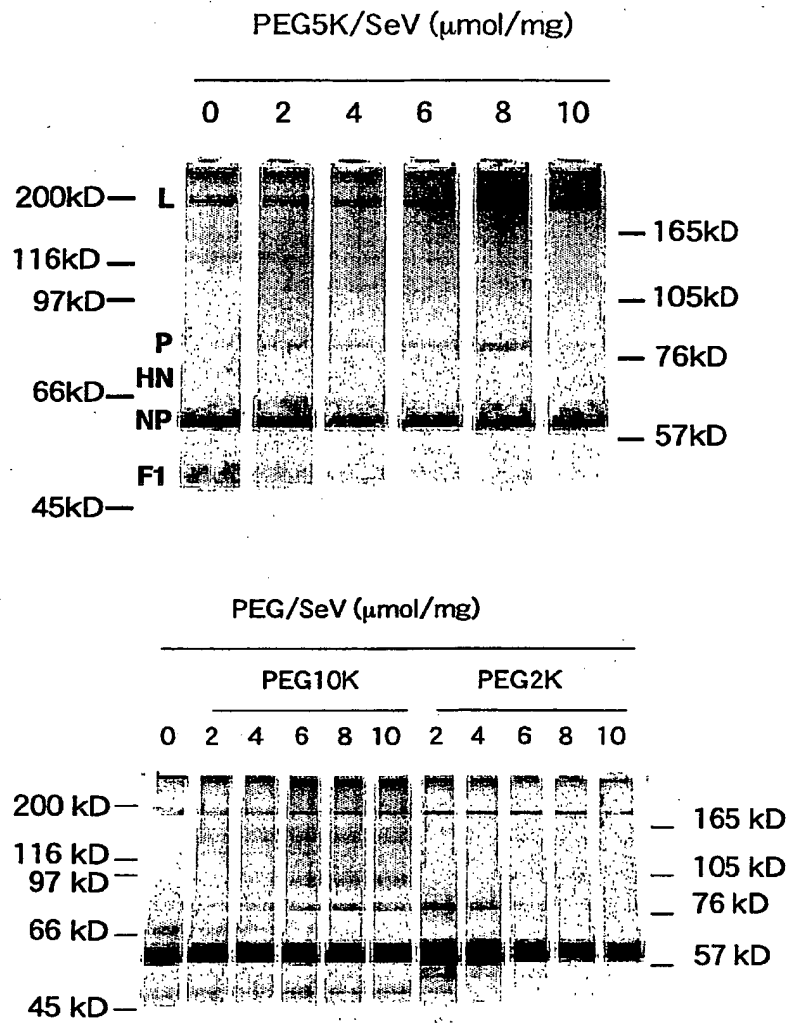 PEG5K/SeV (μmol/mg)
0 2 4 6 8 10
200kD L
165kD
116kD
97kD
105kD
P
76kD
HN
66kD
NP
57kD
F1
45kD
PEG/SeV (μmol/mg)
PEG10K PEG2K
0 2 4 6 8 10 2 4 6 8 10
200 kD
165 kD
116 kD
105 kD
97 kD
76 kD
66 kD
57 kD
45 kD